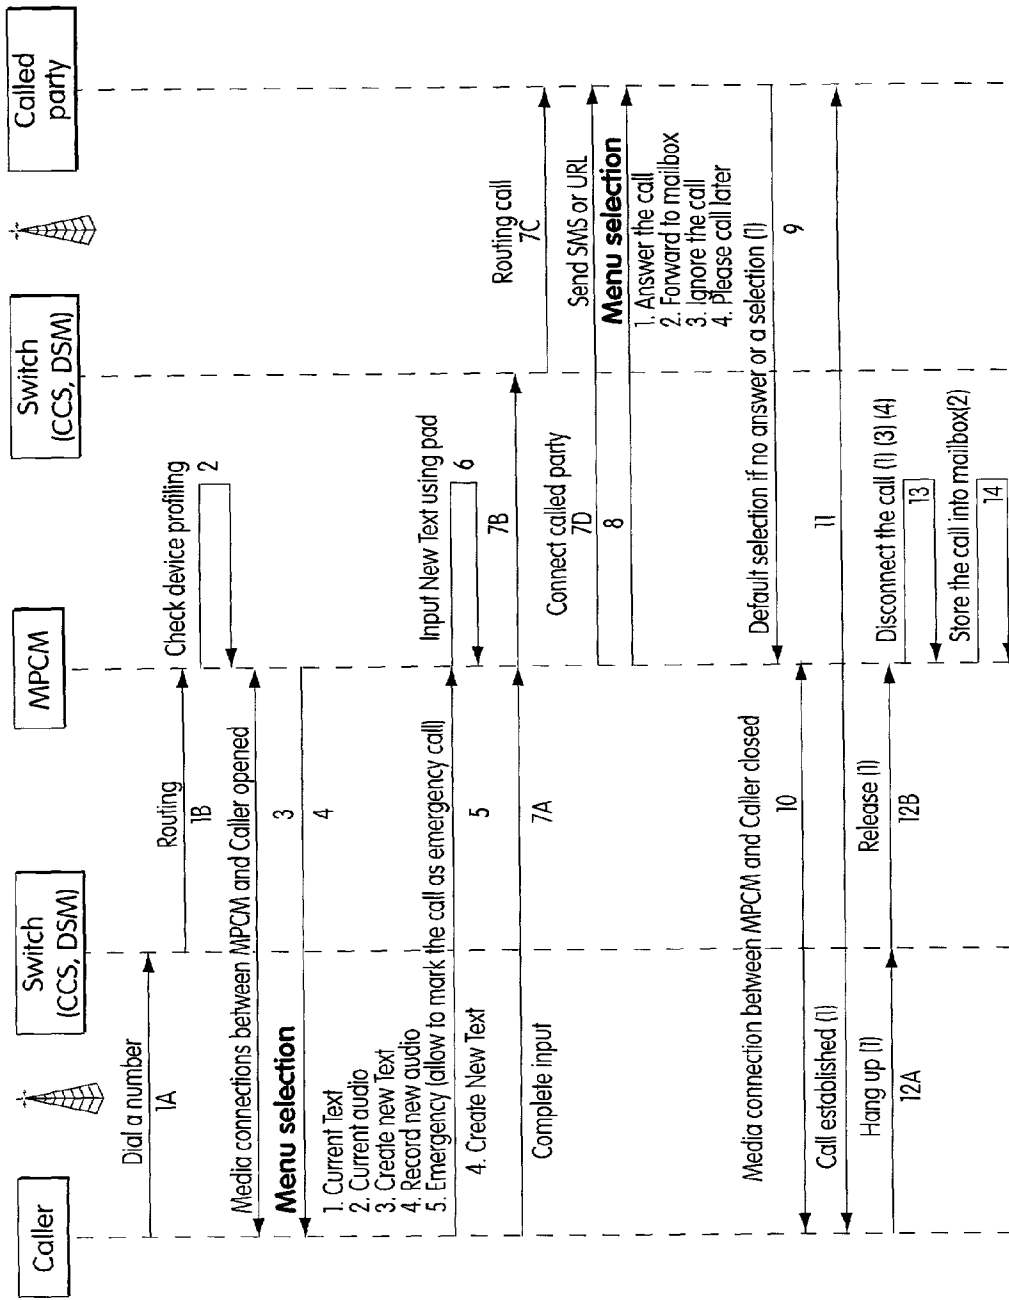 Caller
Switch
(CCS, DSM)
MPCM
Switch
(CCS, DSM)
Called
party
Dial a number
1A
Routing
1B
Check device profiling
2
Media connections between MPCM and Caller opened
3
Menu selection
4
1. Current Text
2. Current audio
3. Create new Text
4. Record new audio
5. Emergency (allow to mark the call as emergency call)
4. Create New Text
5
Input New Text using pad
6
Complete input
7A
7B
Routing call
7C
Connect called party
7D
Send SMS or URL
8
Menu selection
1. Answer the call
2. Forward to mailbox
3. Ignore the call
4. Please call later
Default selection if no answer or a selection (1)
9
Media connection between MPCM and Caller closed
10
Call established (1)
11
Hang up (1)
12A
Release (1)
12B
Disconnect the call (1) (3) (4)
13
Store the call into mailbox(2)
14